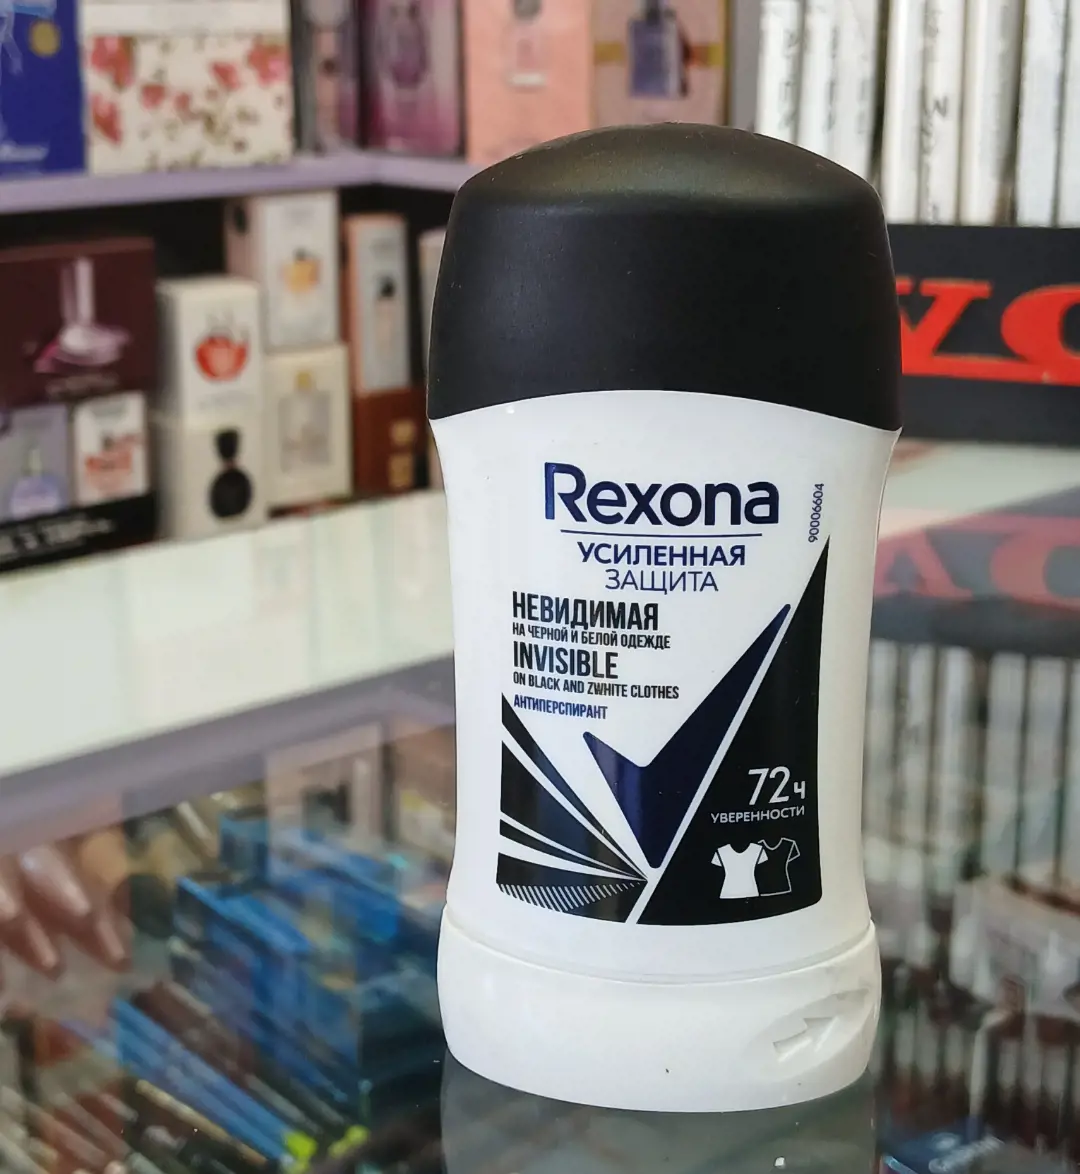 Rexona
90006604
УСИЛЕННАЯ
ЗАЩИТА
НЕВИДИМАЯ
НА ЧЕРНОЙ И БЕЛОЙ ОДЕЖДЕ
INVISIBLE
ON BLACK AND ZWHITE CLOTHES
АНТИПЕРСПИРАНТ
72ч
УВЕРЕННОСТИ